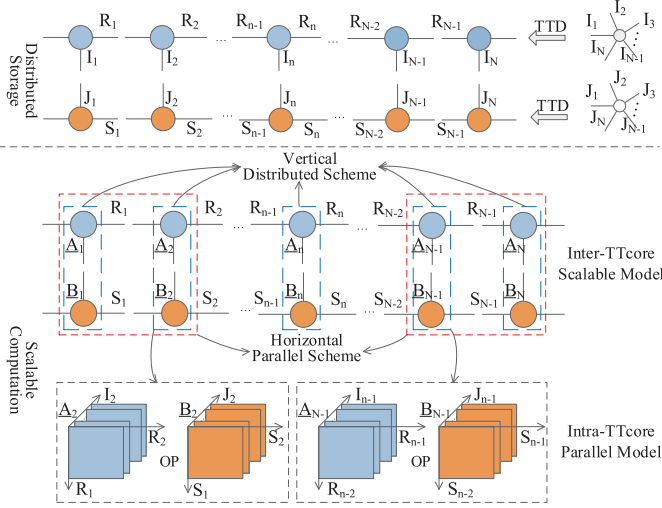 Distributed
Storage
R1 R2 ... Rn-1 Rn ... RN-2 RN-1
I1 I2 In IN-1 IN
TTD
I1 I2 I3 IN IN-1
J1 J2 Jn JN-1 JN
S1 S2 ... Sn-1 Sn ... SN-2 SN-1
TTD
J1 J2 J3 JN JN-1
Vertical
Distributed Scheme
R1 R2 ... Rn-1 Rn ... RN-2 RN-1
A1 A2 An AN-1 AN
Inter-TTcore
Scalable Model
B1 B2 Bn BN-1 BN
S1 S2 ... Sn-1 Sn ... SN-2 SN-1
Scalable
Computation
Horizontal
Parallel Scheme
A2 I2 B2 J2 AN-1 In-1 BN-1 Jn-1
R2 OP S2 Rn-1 OP Sn-1
R1 S1 Rn-2 Sn-2
Intra-TTcore
Parallel Model